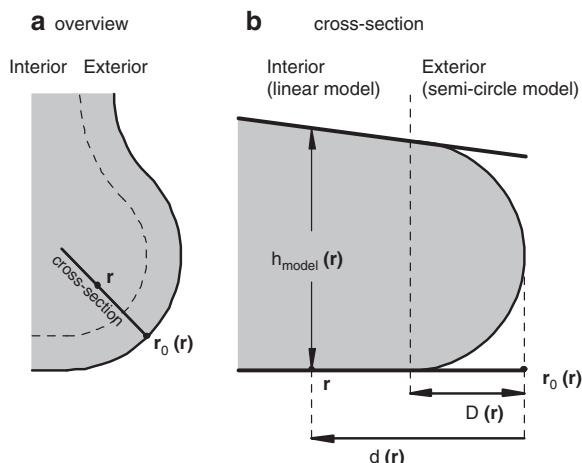 a overview
Interior Exterior
cross-section
r
r0 (r)
b cross-section
Interior
(linear model)
Exterior
(semi-circle model)
hmodel (r)
r
r0 (r)
D (r)
d (r)